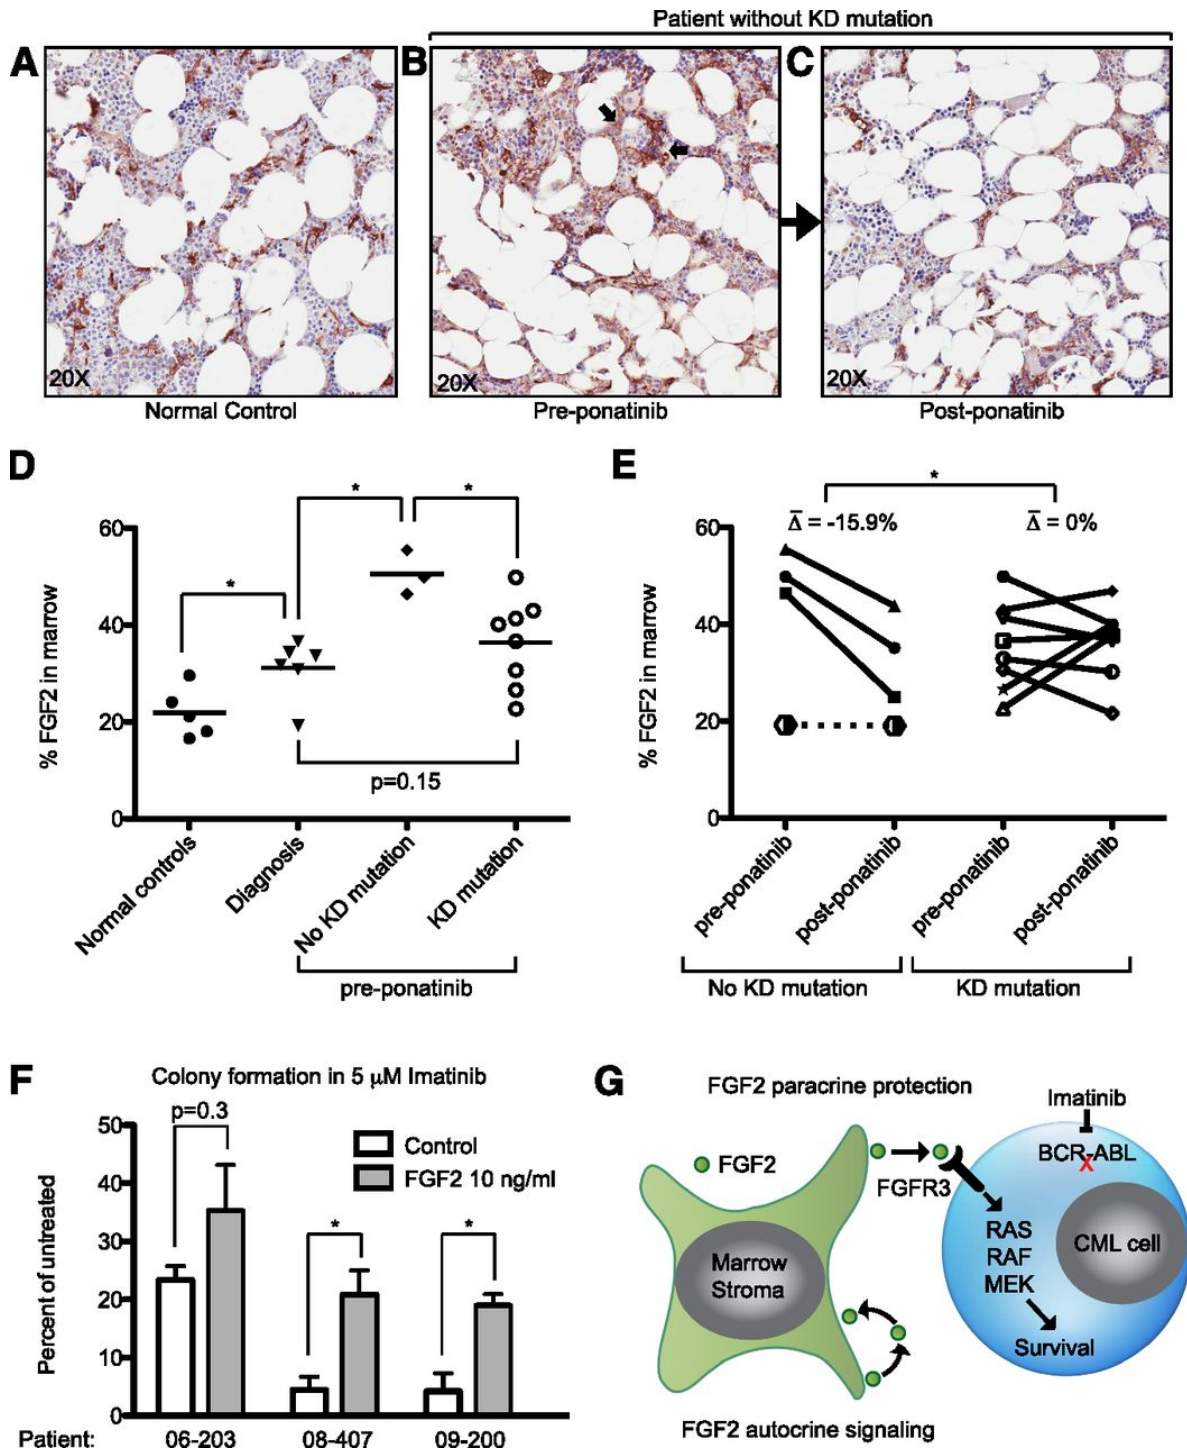 Patient without KD mutation
A
B
C
20X
20X
20X
Normal Control
Pre-ponatinib
Post-ponatinib
D
% FGF2 in marrow
60
40
20
0
*
*
*
p=0.15
Normal controls
Diagnosis
No KD mutation
KD mutation
pre-ponatinib
E
% FGF2 in marrow
60
40
20
0
*
Δ̅ = -15.9%
Δ̅ = 0%
pre-ponatinib
post-ponatinib
pre-ponatinib
post-ponatinib
No KD mutation
KD mutation
F
Colony formation in 5 μM Imatinib
Percent of untreated
50
40
30
20
10
0
p=0.3
*
*
Control
FGF2 10 ng/ml
Patient: 06-203 08-407 09-200
G
FGF2 paracrine protection
FGF2
FGFR3
Imatinib
BCR-ABL
X
RAS
RAF
MEK
Survival
CML cell
Marrow
Stroma
FGF2 autocrine signaling